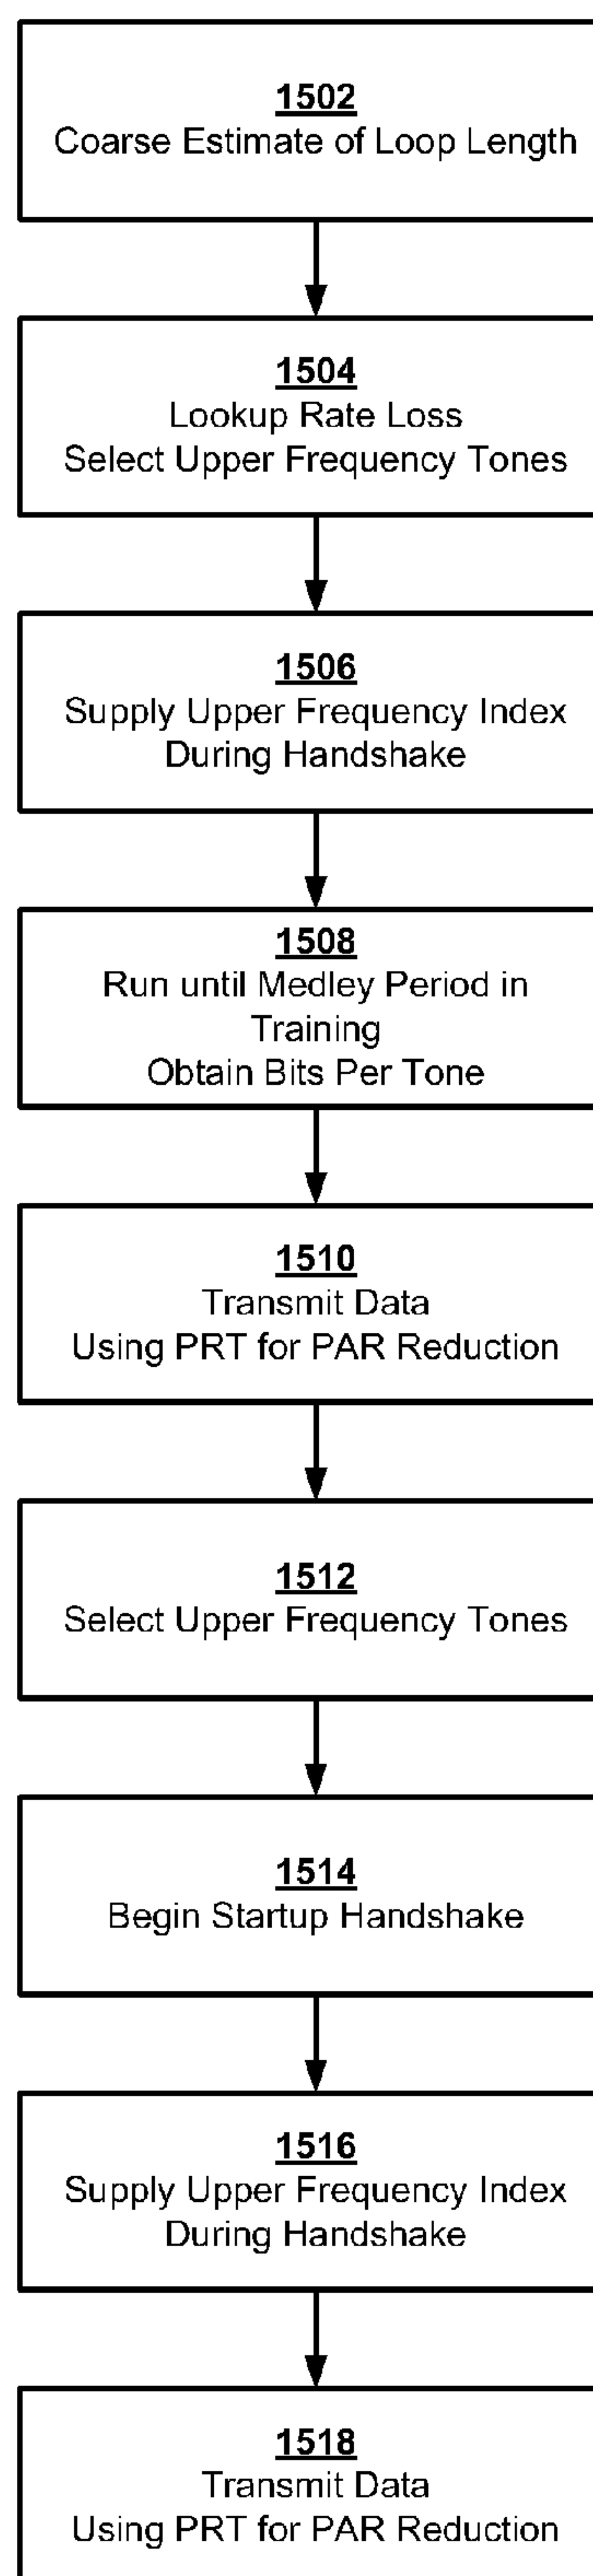 1502
Coarse Estimate of Loop Length
1504
Lookup Rate Loss
Select Upper Frequency Tones
1506
Supply Upper Frequency Index
During Handshake
1508
Run until Medley Period in
Training
Obtain Bits Per Tone
1510
Transmit Data
Using PRT for PAR Reduction
1512
Select Upper Frequency Tones
1514
Begin Startup Handshake
1516
Supply Upper Frequency Index
During Handshake
1518
Transmit Data
Using PRT for PAR Reduction